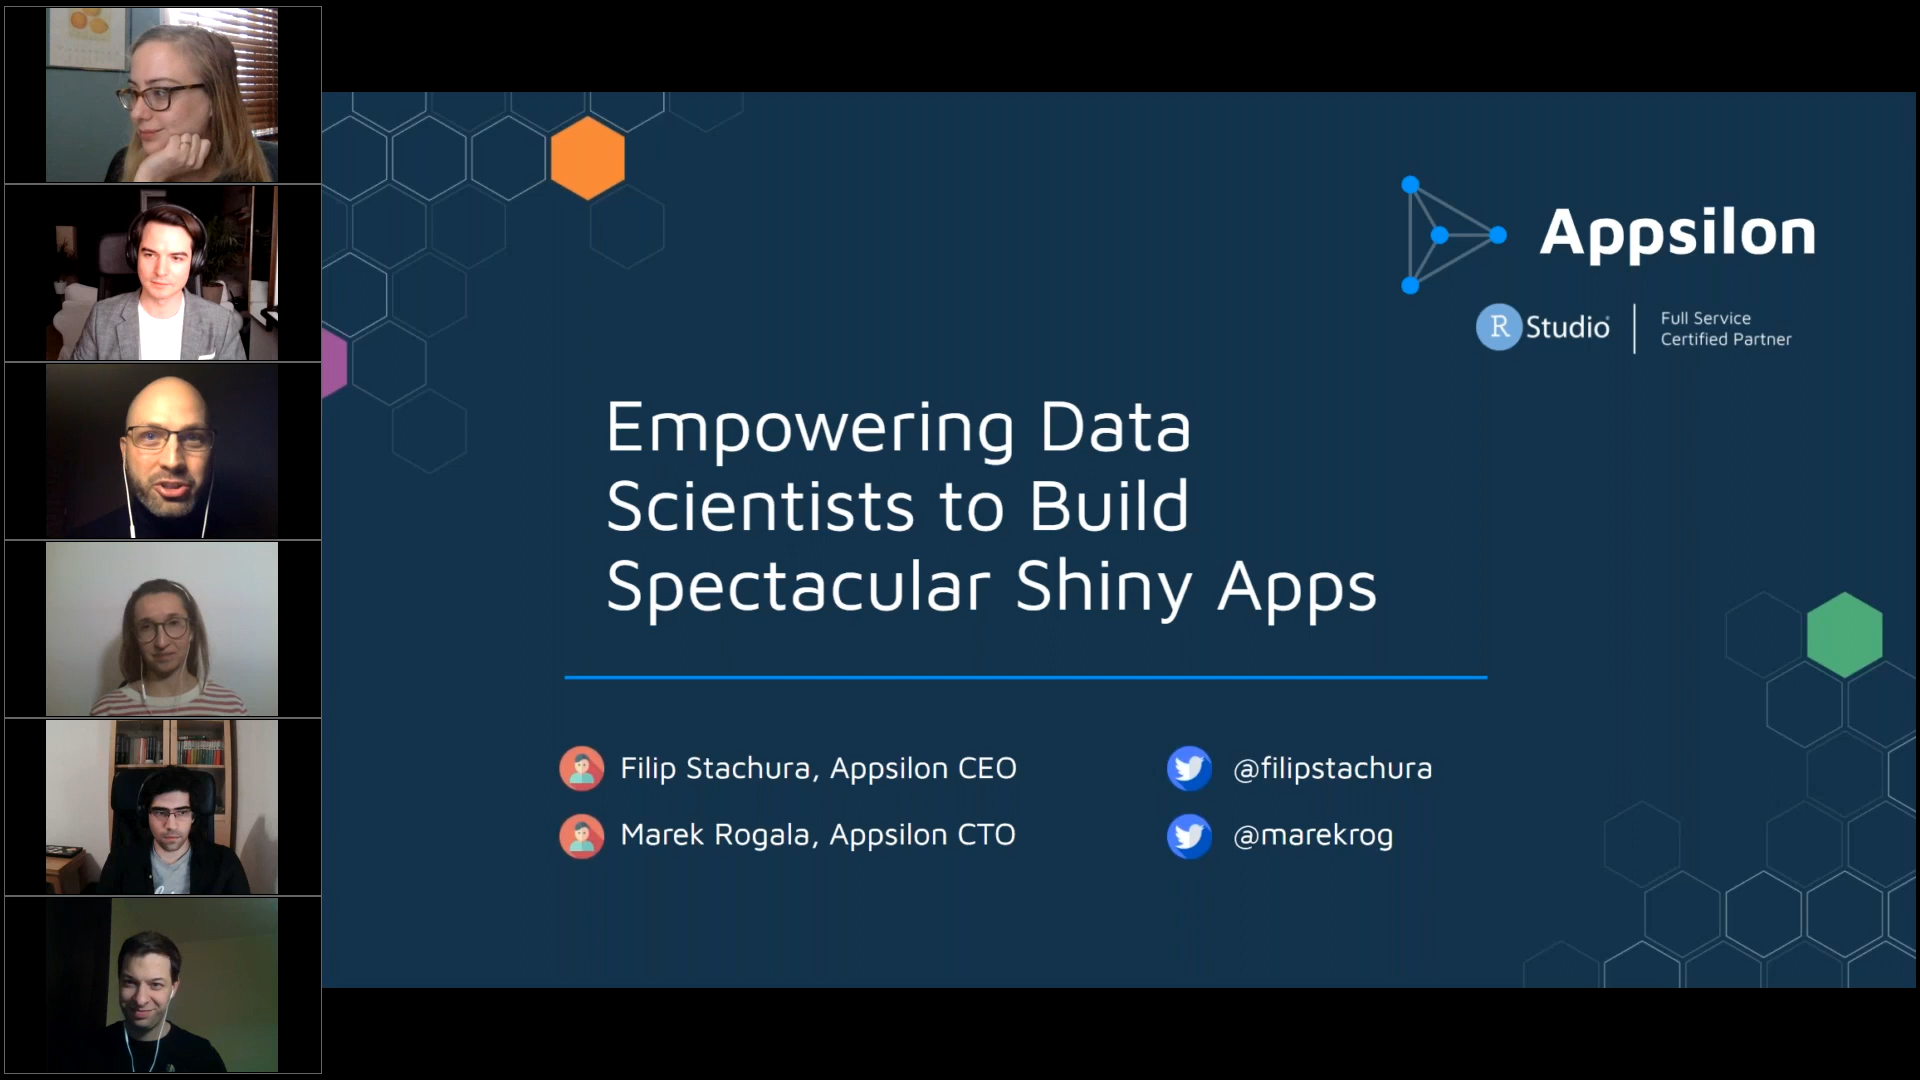 Appsilon
R Studio
Full Service
Certified Partner
Empowering Data
Scientists to Build
Spectacular Shiny Apps
Filip Stachura, Appsilon CEO
@filipstachura
Marek Rogala, Appsilon CTO
@marekrog